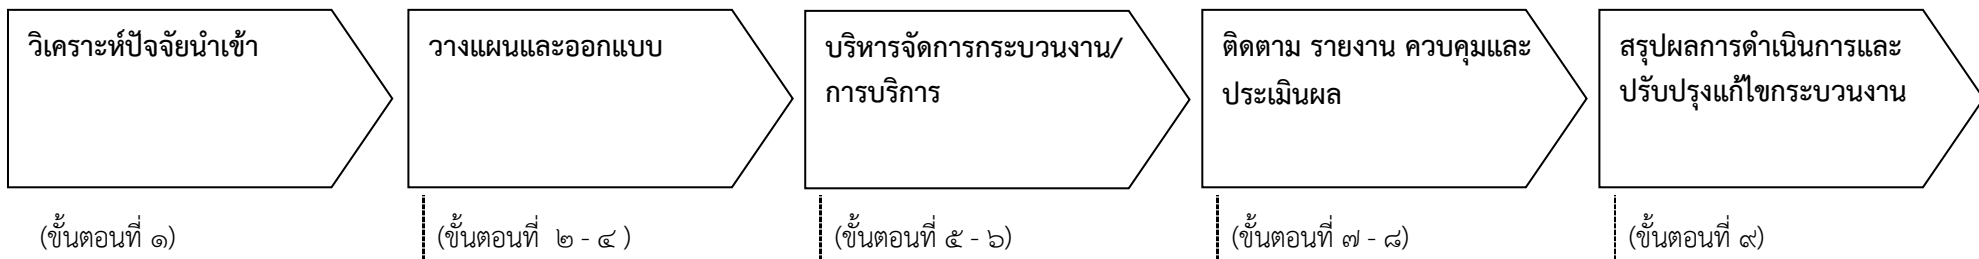 วิเคราะห์ปัจจัยนำเข้า
วางแผนและออกแบบ
บริหารจัดการกระบวนงาน/
การบริการ
ติดตาม รายงาน ควบคุมและ
ประเมินผล
สรุปผลการดำเนินการและ
ปรับปรุงแก้ไขกระบวนงาน
(ขั้นตอนที่ ๑)
(ขั้นตอนที่ ๒ - ๔ )
(ขั้นตอนที่ ๕ - ๖)
(ขั้นตอนที่ ๗ - ๘)
(ขั้นตอนที่ ๙)